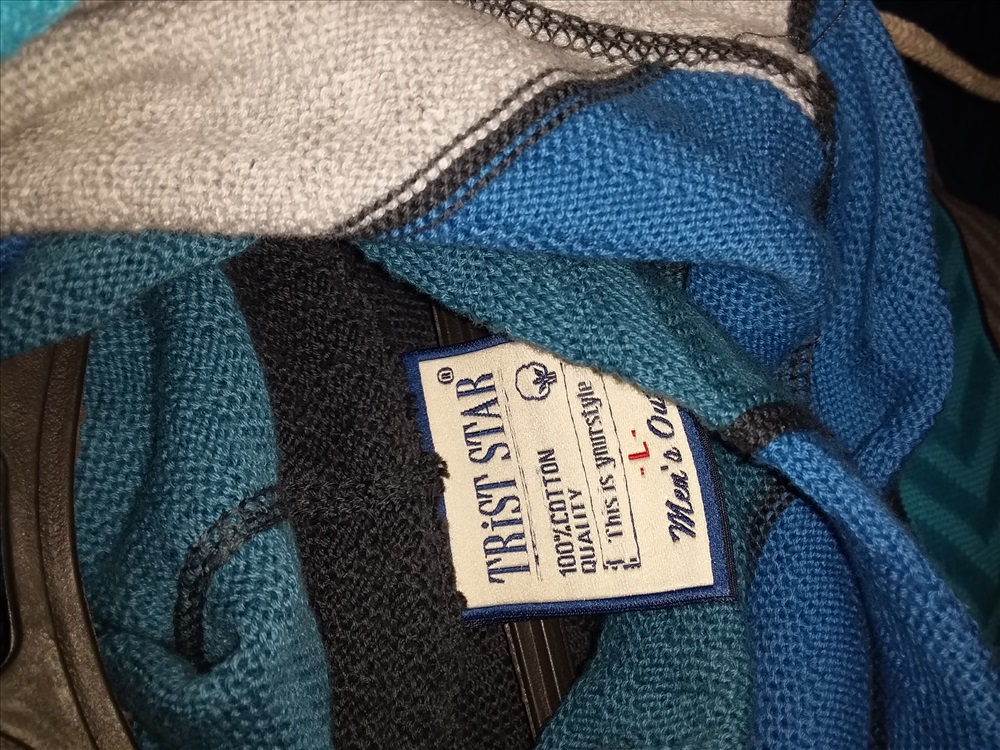 TRiST STAR ®
100% COTTON
QUALITY
This is yourstyle
- L -
Men's